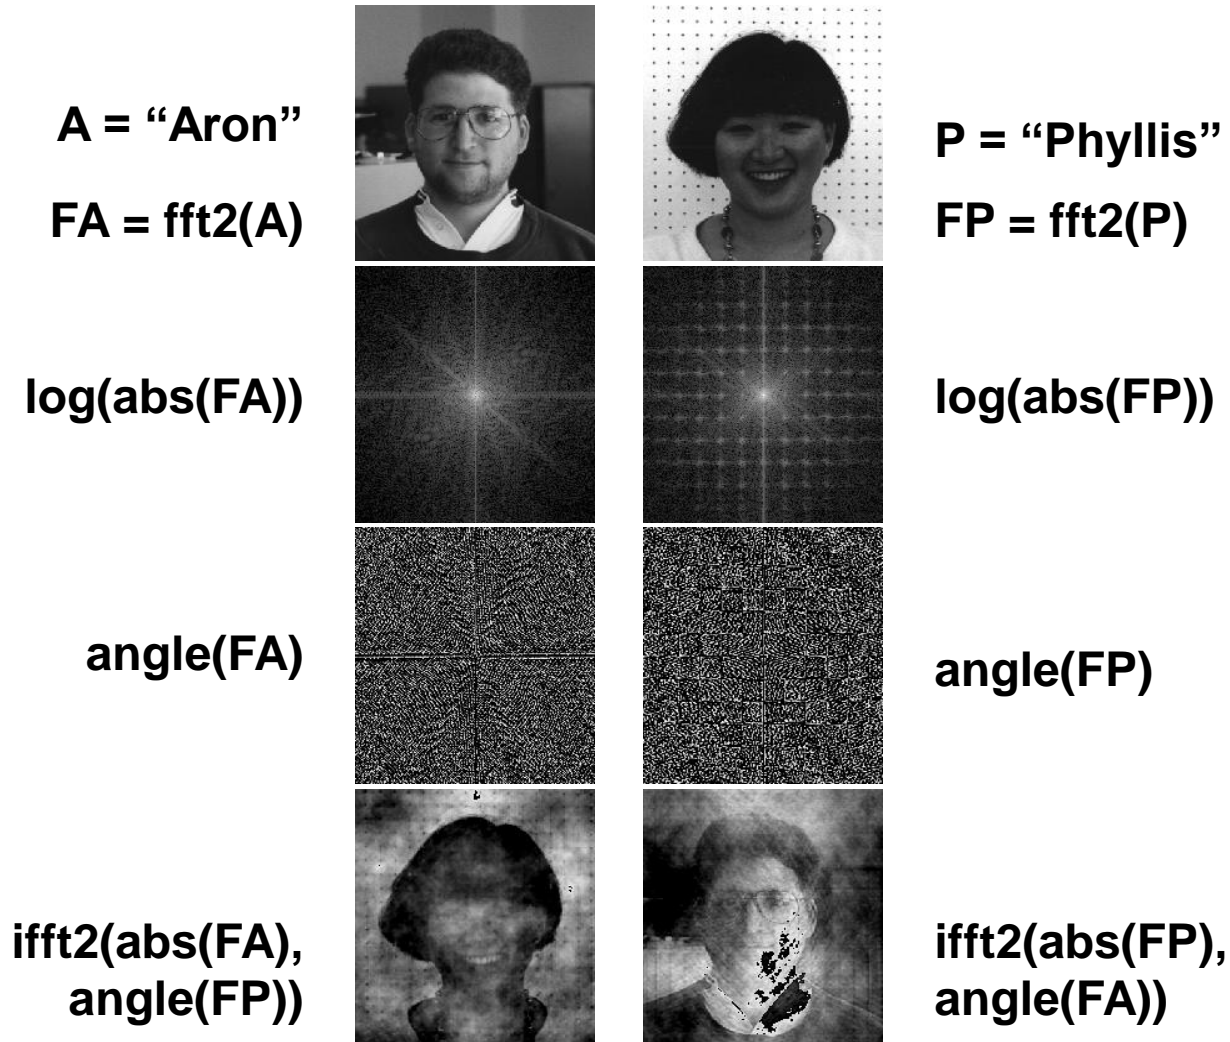 A = “Aron”
FA = fft2(A)
P = “Phyllis”
FP = fft2(P)
log(abs(FA))
log(abs(FP))
angle(FA)
angle(FP)
ifft2(abs(FA),
angle(FP))
ifft2(abs(FP),
angle(FA))